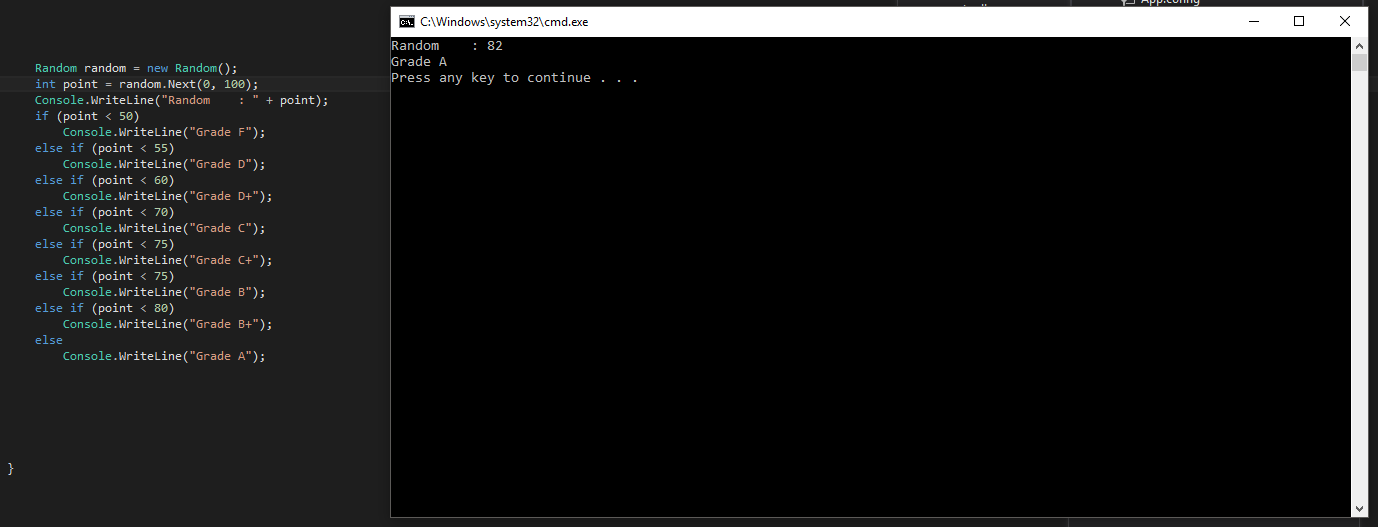 App.config
C:\Windows\system32\cmd.exe
Random random = new Random();
int point = random.Next(0, 100);
Console.WriteLine("Random    : " + point);
if (point < 50)
    Console.WriteLine("Grade F");
else if (point < 55)
    Console.WriteLine("Grade D");
else if (point < 60)
    Console.WriteLine("Grade D+");
else if (point < 70)
    Console.WriteLine("Grade C");
else if (point < 75)
    Console.WriteLine("Grade C+");
else if (point < 75)
    Console.WriteLine("Grade B");
else if (point < 80)
    Console.WriteLine("Grade B+");
else
    Console.WriteLine("Grade A");
}
Random    : 82
Grade A
Press any key to continue . . .